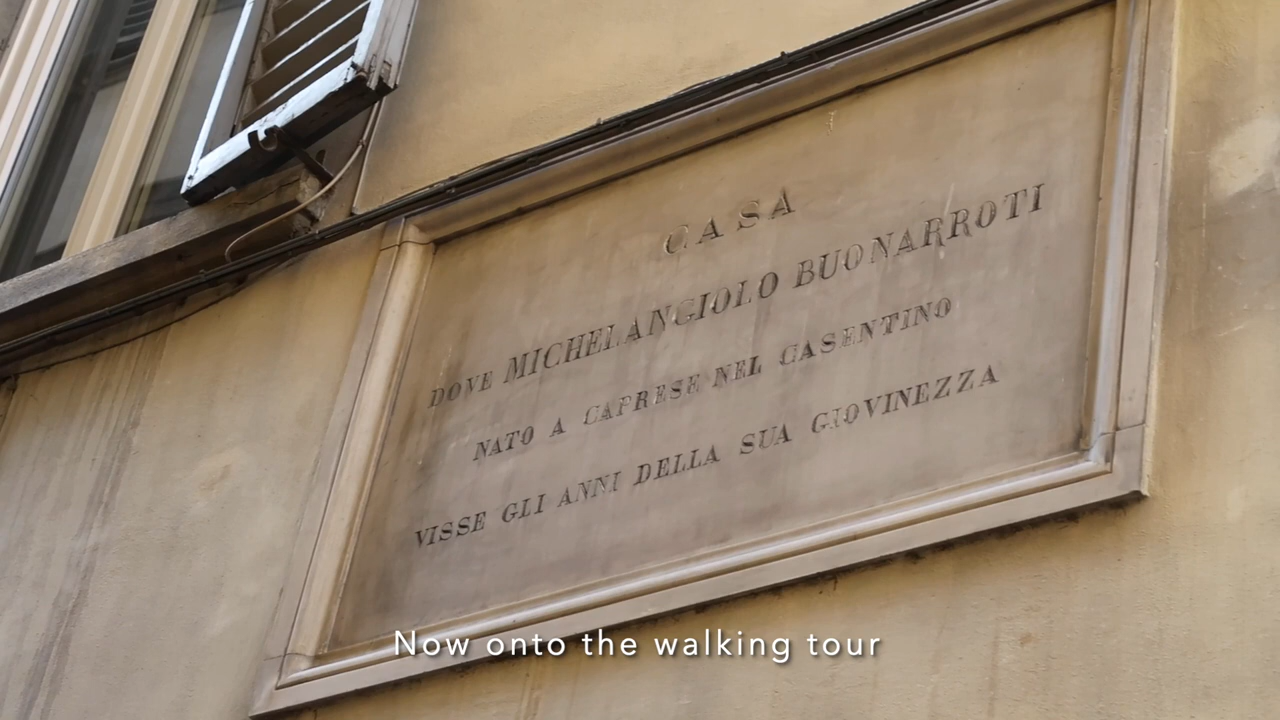 CASA
DOVE MICHELANGIOLO BUONARROTI
NATO A CAPRESE NEL CASENTINO
VISSE GLI ANNI DELLA SUA GIOVINEZZA
Now onto the walking tour